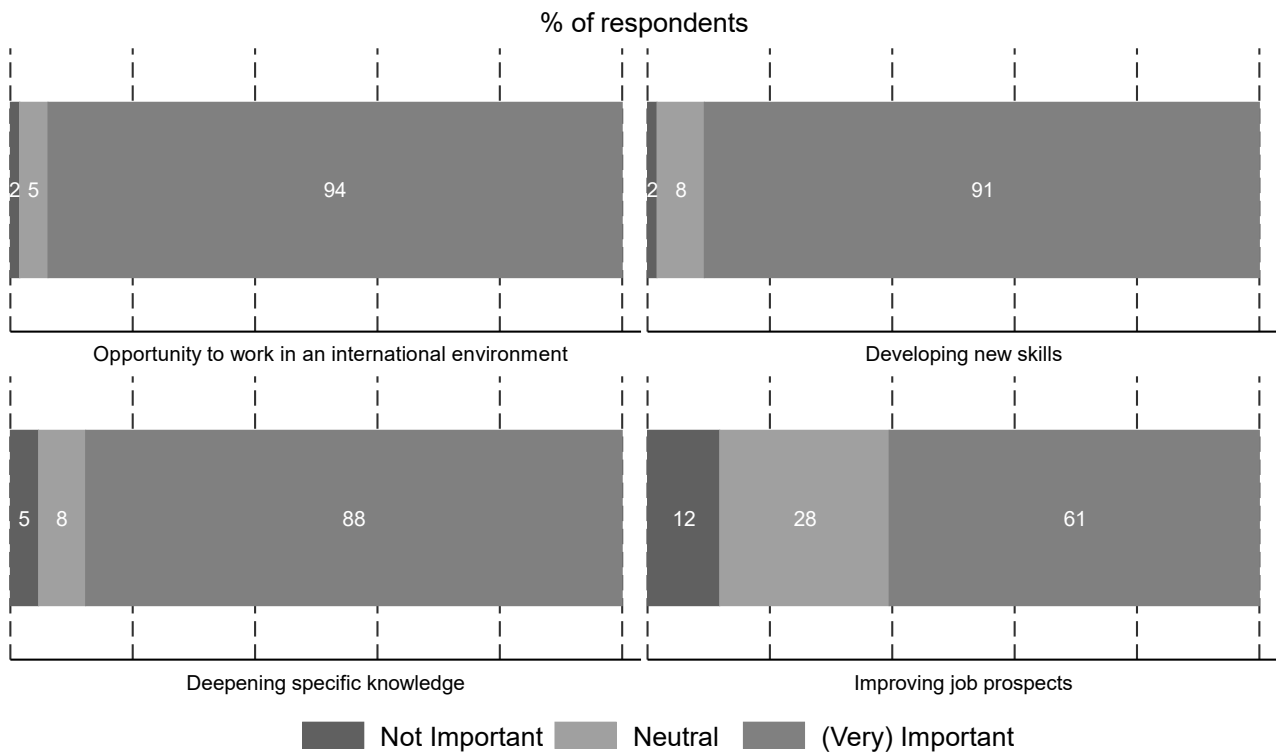 % of respondents
2 5 94
2 8 91
Opportunity to work in an international environment
Developing new skills
5 8 88
12 28 61
Deepening specific knowledge
Improving job prospects
Not Important Neutral (Very) Important